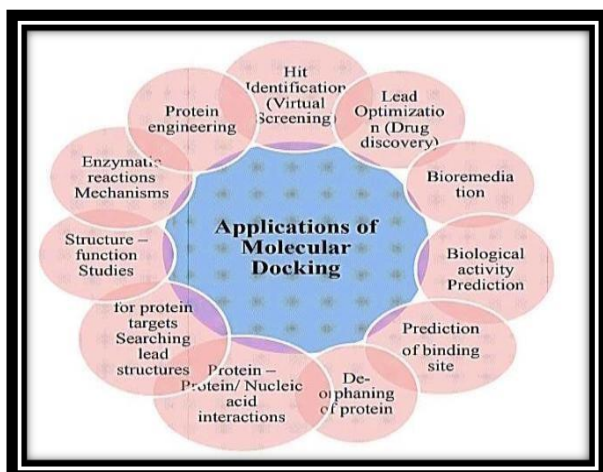 Hit
Identification
(Virtual
Screening)
Lead
Optimizatio
n (Drug
discovery)
Bioremedia
tion
Biological
activity
Prediction
Prediction
of binding
site
De-
orphaning
of protein
Protein –
Protein/ Nucleic
acid
interactions
for protein
targets
Searching
lead
structures
Structure –
function
Studies
Enzymatic
reactions
Mechanisms
Protein
engineering
Applications of
Molecular
Docking